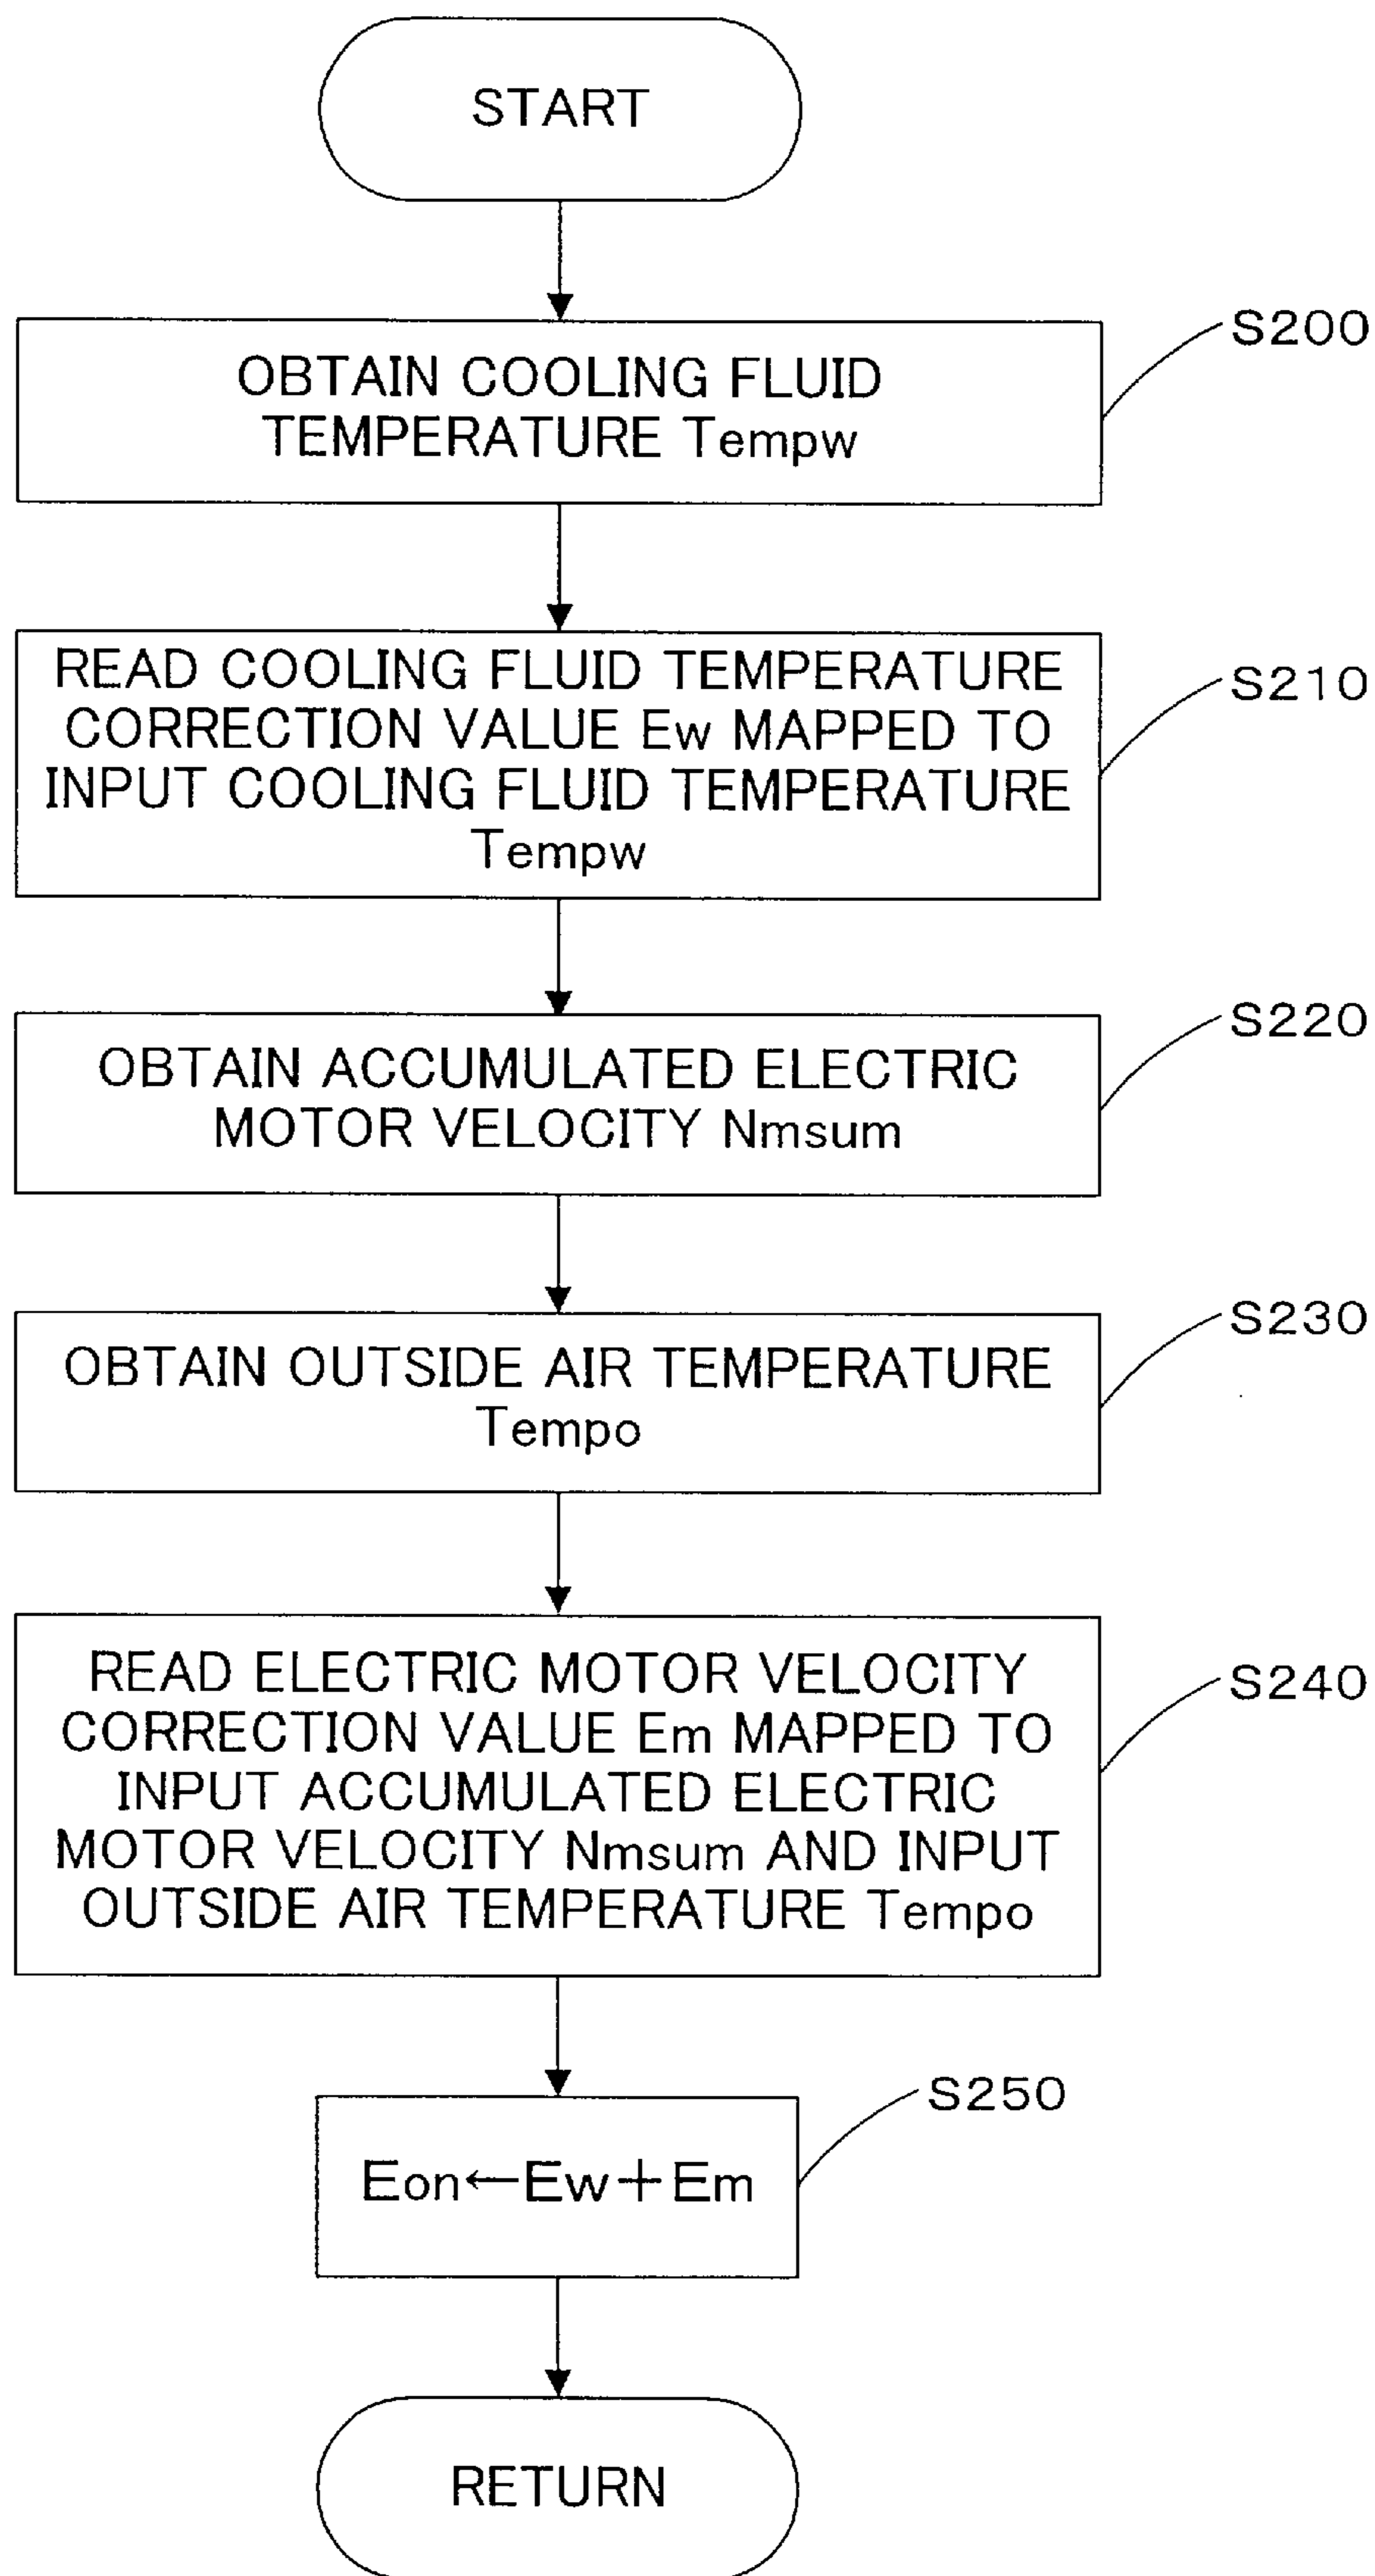 START
S200
OBTAIN COOLING FLUID
TEMPERATURE Tempw
S210
READ COOLING FLUID TEMPERATURE
CORRECTION VALUE Ew MAPPED TO
INPUT COOLING FLUID TEMPERATURE
Tempw
S220
OBTAIN ACCUMULATED ELECTRIC
MOTOR VELOCITY Nmsum
S230
OBTAIN OUTSIDE AIR TEMPERATURE
Tempo
S240
READ ELECTRIC MOTOR VELOCITY
CORRECTION VALUE Em MAPPED TO
INPUT ACCUMULATED ELECTRIC
MOTOR VELOCITY Nmsum AND INPUT
OUTSIDE AIR TEMPERATURE Tempo
S250
Eon←Ew+Em
RETURN